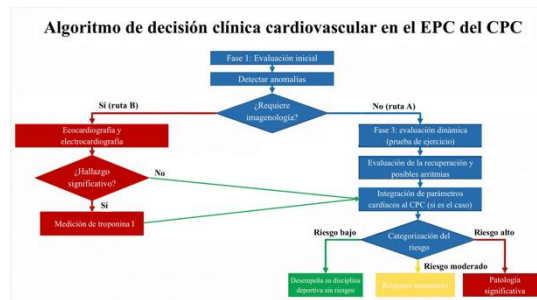 Algoritmo de decisión clínica cardiovascular en el EPC del CPC
Fase 1: Evaluación inicial
Detectar anomalías
Sí (ruta B)
¿Requiere
imagenología?
No (ruta A)
Ecocardiografía y
electrocardiografía
Fase 3: evaluación dinámica
(prueba de ejercicio)
¿Hallazgo
significativo?
No
Evaluación de la recuperación y
posibles arritmias
Sí
Integración de parámetros
cardíacos al CPC (si es el caso)
Medición de troponina I
Riesgo bajo
Categorización del
riesgo
Riesgo alto
Riesgo moderado
Desempeña su disciplina
deportiva sin riesgos
Patología
significativa